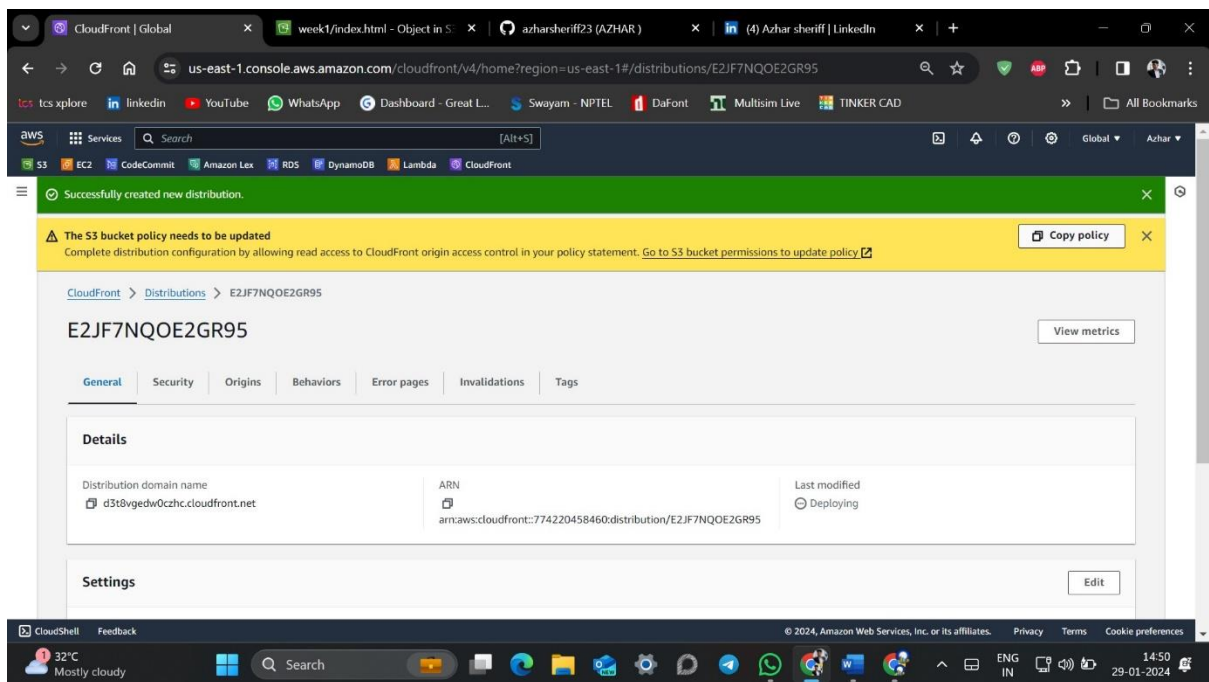 CloudFront | Global
week1/index.html - Object in S
azharsheriff23 (AZHAR )
in (4) Azhar sheriff | LinkedIn
us-east-1.console.aws.amazon.com/cloudfront/v4/home?region=us-east-1#/distributions/E2JF7NQOE2GR95
ABP
tcs tcs xplore in linkedin YouTube WhatsApp G Dashboard - Great L... Swayam - NPTEL d DaFont Multisim Live TINKER CAD » All Bookmarks
aws Services Search [Alt+S] Global Azhar
S3 EC2 CodeCommit Amazon Lex RDS DynamoDB Lambda CloudFront
Successfully created new distribution.
The S3 bucket policy needs to be updated
Complete distribution configuration by allowing read access to CloudFront origin access control in your policy statement. Go to S3 bucket permissions to update policy
Copy policy
CloudFront > Distributions > E2JF7NQOE2GR95
E2JF7NQOE2GR95
View metrics
General Security Origins Behaviors Error pages Invalidations Tags
Details
Distribution domain name
d3t8vgedw0czhc.cloudfront.net
ARN
arn:aws:cloudfront::774220458460:distribution/E2JF7NQOE2GR95
Last modified
Deploying
Settings
Edit
CloudShell Feedback © 2024, Amazon Web Services, Inc. or its affiliates. Privacy Terms Cookie preferences
1 32°C
Mostly cloudy
Search
NEW
W
ENG
IN
14:50
29-01-2024